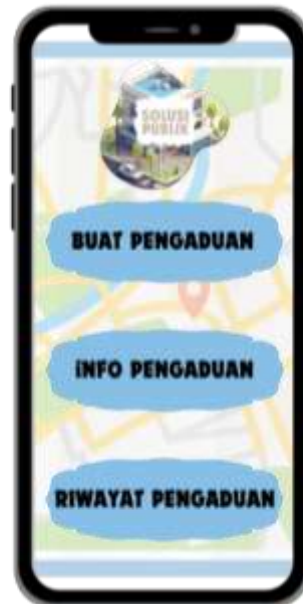 SOLUSI
PUBLIK
BUAT PENGADUAN
iNFO PENGADUAN
RIWAYAT PENGADUAN